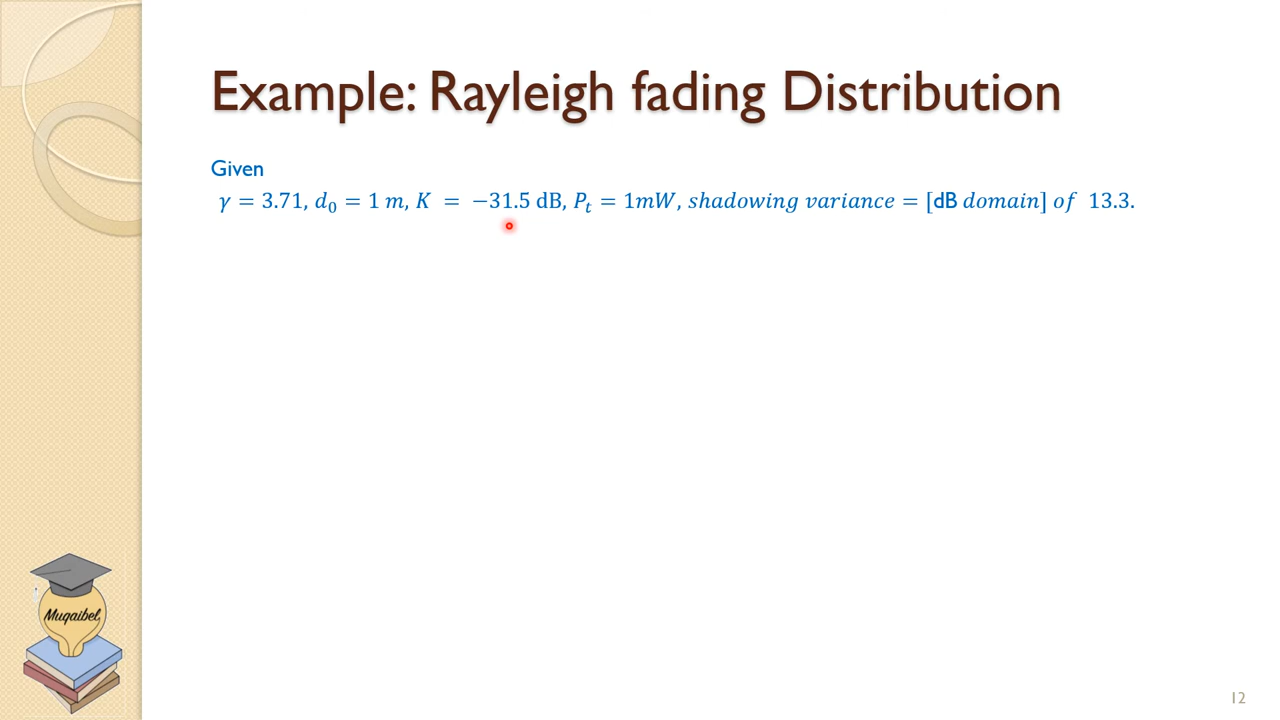 Example: Rayleigh fading Distribution
Given
γ = 3.71, d₀ = 1 m, K = −31.5 dB, Pₜ = 1mW, shadowing variance = [dB domain] of 13.3.
Muqaibel
12